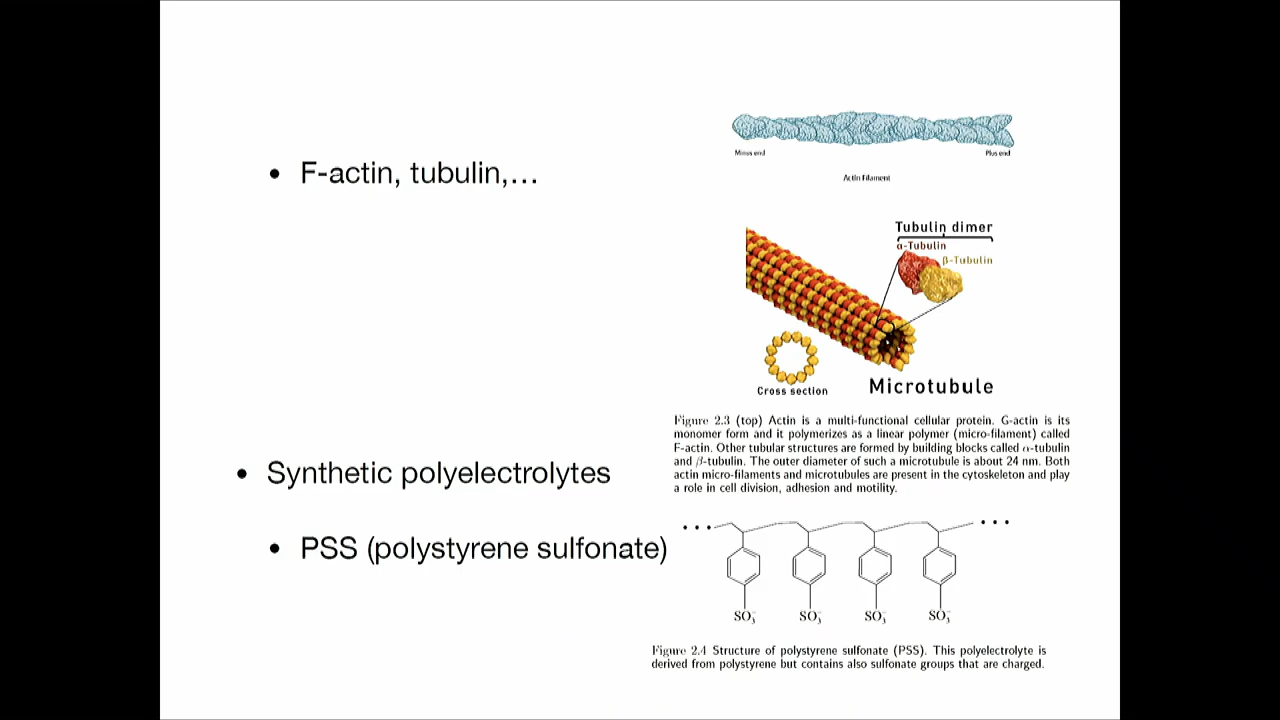 Minus end
Plus end
Actin Filament
• F-actin, tubulin,…
Tubulin dimer
α-Tubulin
β-Tubulin
Cross section
Microtubule
Figure 2.3 (top) Actin is a multi-functional cellular protein. G-actin is its
monomer form and it polymerizes as a linear polymer (micro-filament) called
F-actin. Other tubular structures are formed by building blocks called α-tubulin
and β-tubulin. The outer diameter of such a microtubule is about 24 nm. Both
actin micro-filaments and microtubules are present in the cytoskeleton and play
a role in cell division, adhesion and motility.
• Synthetic polyelectrolytes
• PSS (polystyrene sulfonate)
• • • • • •
SO₃⁻ SO₃⁻ SO₃⁻ SO₃⁻
Figure 2.4 Structure of polystyrene sulfonate (PSS). This polyelectrolyte is
derived from polystyrene but contains also sulfonate groups that are charged.